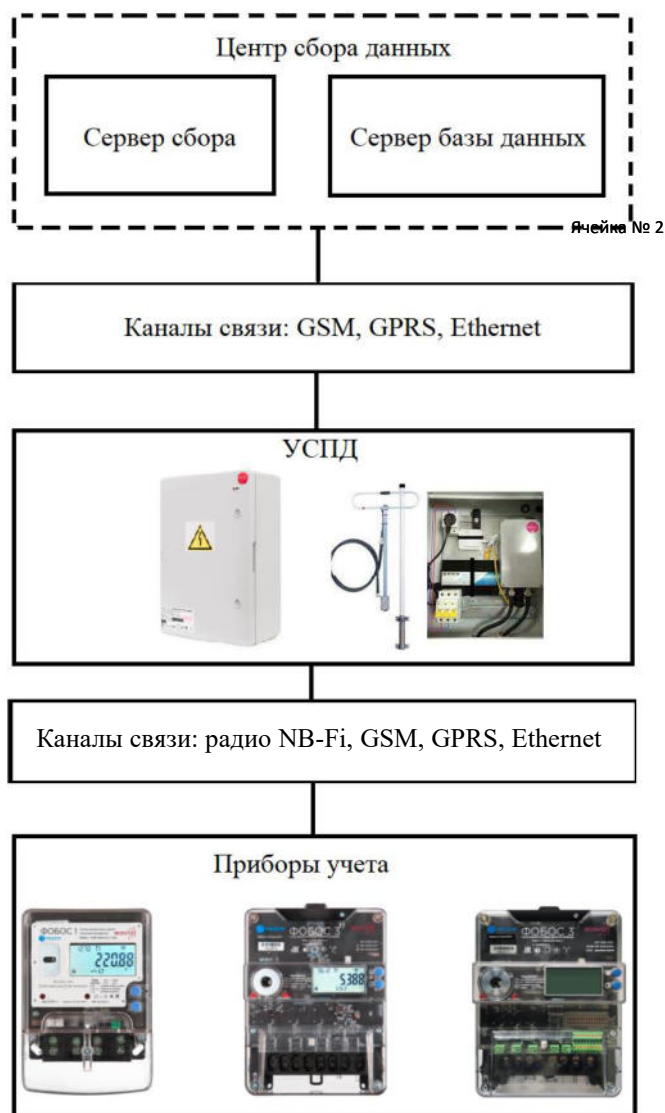 Центр сбора данных
Сервер сбора
Сервер базы данных
Ячейка № 2
Каналы связи: GSM, GPRS, Ethernet
УСПД
Каналы связи: радио NB-Fi, GSM, GPRS, Ethernet
Приборы учета
ФОБОС 1
220.88
ФОБОС 3
5388
ФОБОС 3